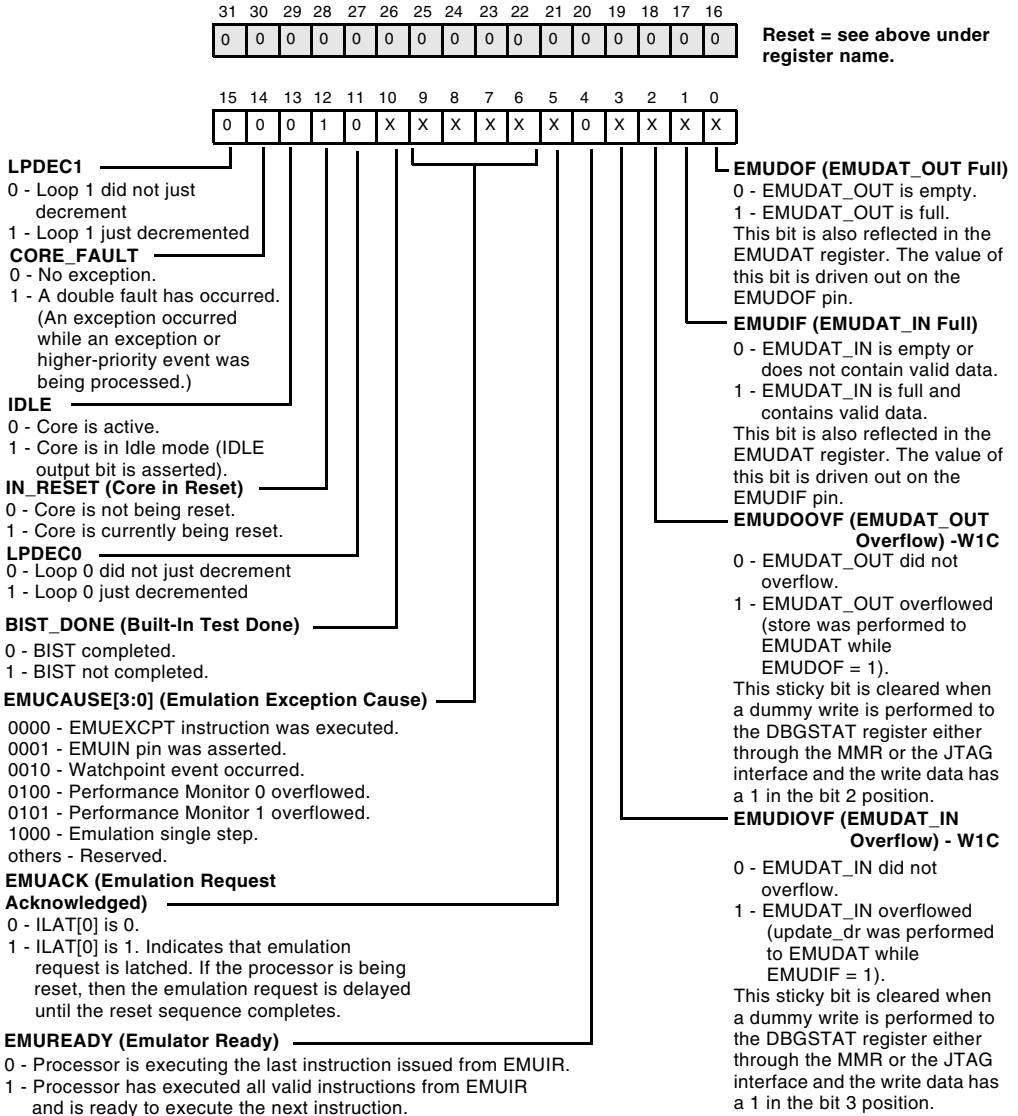 31 30 29 28 27 26 25 24 23 22 21 20 19 18 17 16
0 0 0 0 0 0 0 0 0 0 0 0 0 0 0 0
Reset = see above under
register name.
15 14 13 12 11 10 9 8 7 6 5 4 3 2 1 0
0 0 0 1 0 X X X X X X 0 X X X X
LPDEC1
0 - Loop 1 did not just
decrement
1 - Loop 1 just decremented
CORE_FAULT
0 - No exception.
1 - A double fault has occurred.
(An exception occurred
while an exception or
higher-priority event was
being processed.)
IDLE
0 - Core is active.
1 - Core is in Idle mode (IDLE
output bit is asserted).
IN_RESET (Core in Reset)
0 - Core is not being reset.
1 - Core is currently being reset.
LPDEC0
0 - Loop 0 did not just decrement
1 - Loop 0 just decremented
BIST_DONE (Built-In Test Done)
0 - BIST completed.
1 - BIST not completed.
EMUCAUSE[3:0] (Emulation Exception Cause)
0000 - EMUEXCPT instruction was executed.
0001 - EMUIN pin was asserted.
0010 - Watchpoint event occurred.
0100 - Performance Monitor 0 overflowed.
0101 - Performance Monitor 1 overflowed.
1000 - Emulation single step.
others - Reserved.
EMUACK (Emulation Request
Acknowledged)
0 - ILAT[0] is 0.
1 - ILAT[0] is 1. Indicates that emulation
request is latched. If the processor is being
reset, then the emulation request is delayed
until the reset sequence completes.
EMUREADY (Emulator Ready)
0 - Processor is executing the last instruction issued from EMUIR.
1 - Processor has executed all valid instructions from EMUIR
and is ready to execute the next instruction.
EMUDOF (EMUDAT_OUT Full)
0 - EMUDAT_OUT is empty.
1 - EMUDAT_OUT is full.
This bit is also reflected in the
EMUDAT register. The value of
this bit is driven out on the
EMUDOF pin.
EMUDIF (EMUDAT_IN Full)
0 - EMUDAT_IN is empty or
does not contain valid data.
1 - EMUDAT_IN is full and
contains valid data.
This bit is also reflected in the
EMUDAT register. The value of
this bit is driven out on the
EMUDIF pin.
EMUDOOVF (EMUDAT_OUT
Overflow) -W1C
0 - EMUDAT_OUT did not
overflow.
1 - EMUDAT_OUT overflowed
(store was performed to
EMUDAT while
EMUDOF = 1).
This sticky bit is cleared when
a dummy write is performed to
the DBGSTAT register either
through the MMR or the JTAG
interface and the write data has
a 1 in the bit 2 position.
EMUDIOVF (EMUDAT_IN
Overflow) - W1C
0 - EMUDAT_IN did not
overflow.
1 - EMUDAT_IN overflowed
(update_dr was performed
to EMUDAT while
EMUDIF = 1).
This sticky bit is cleared when
a dummy write is performed to
the DBGSTAT register either
through the MMR or the JTAG
interface and the write data has
a 1 in the bit 3 position.